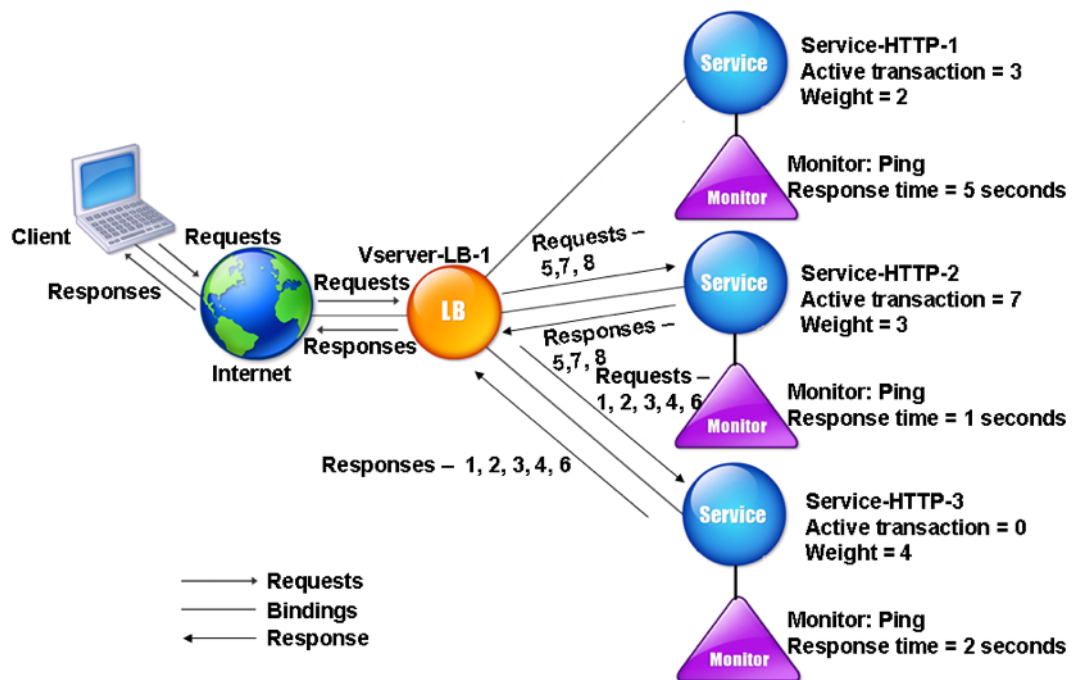 Service
Service-HTTP-1
Active transaction = 3
Weight = 2
Monitor
Monitor: Ping
Response time = 5 seconds
Client
Requests
Responses
Internet
Requests
Responses
Vserver-LB-1
LB
Requests –
5,7, 8
Responses –
5,7, 8
Service
Service-HTTP-2
Active transaction = 7
Weight = 3
Requests –
1, 2, 3, 4, 6
Monitor
Monitor: Ping
Response time = 1 seconds
Responses – 1, 2, 3, 4, 6
Service
Service-HTTP-3
Active transaction = 0
Weight = 4
Monitor
Monitor: Ping
Response time = 2 seconds
Requests
Bindings
Response